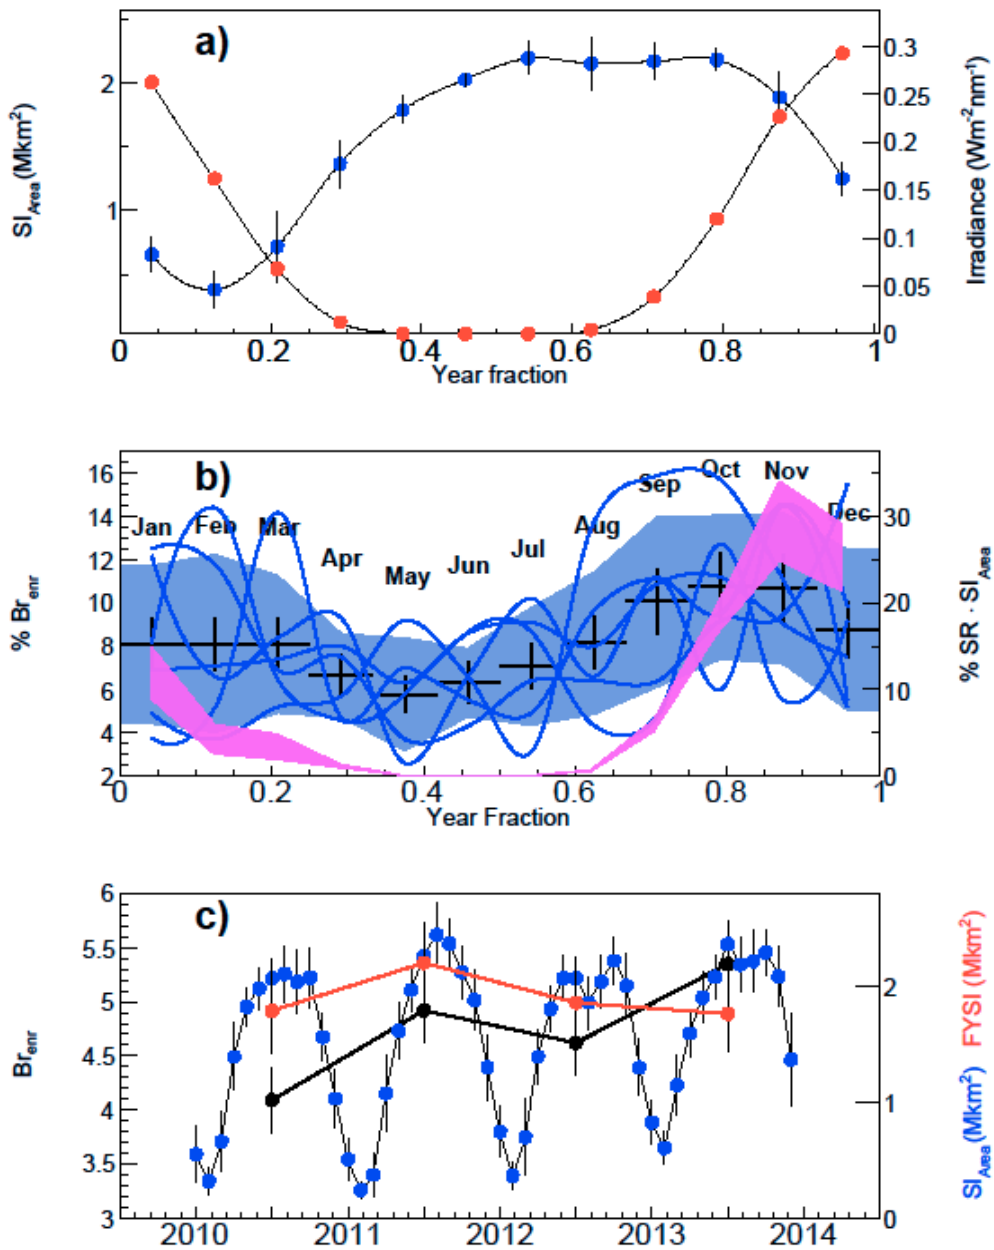 a)
SI_Area (Mkm²)
2
1
0.3
0.25
0.2
0.15
0.1
0.05
0
Irradiance (Wm⁻²nm⁻¹)
0 0.2 0.4 0.6 0.8 1
Year fraction
b)
% Br_enr
16
14
12
10
8
6
4
2
Jan Feb Mar Apr May Jun Jul Aug Sep Oct Nov Dec
30
20
10
0
% SR · SI_Area
0 0.2 0.4 0.6 0.8 1
Year Fraction
c)
Br_enr
6
5.5
5
4.5
4
3.5
3
2
1
0
SI_Area (Mkm²) FYSI (Mkm²)
2010 2011 2012 2013 2014